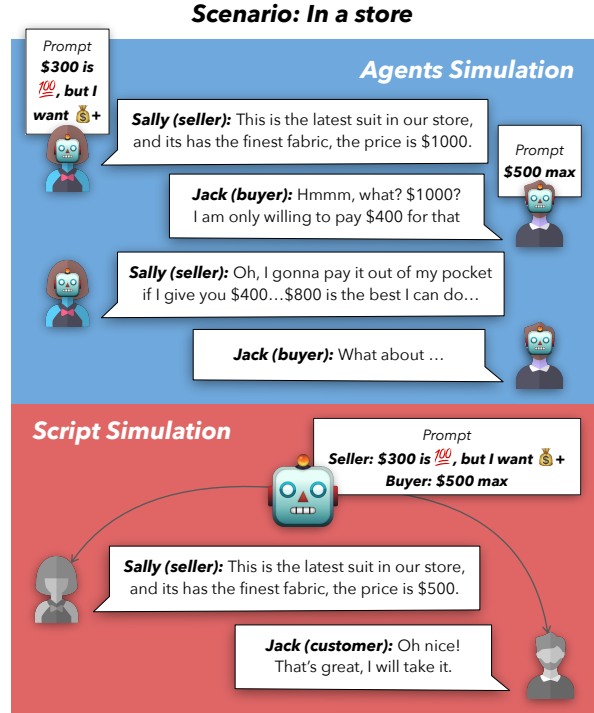 Scenario: In a store
Prompt
$300 is
💯, but I
want 💰+
Agents Simulation
Sally (seller): This is the latest suit in our store,
and its has the finest fabric, the price is $1000.
Prompt
$500 max
Jack (buyer): Hmmm, what? $1000?
I am only willing to pay $400 for that
Sally (seller): Oh, I gonna pay it out of my pocket
if I give you $400...$800 is the best I can do...
Jack (buyer): What about ...
Script Simulation
Prompt
Seller: $300 is 💯, but I want 💰+
Buyer: $500 max
Sally (seller): This is the latest suit in our store,
and its has the finest fabric, the price is $500.
Jack (customer): Oh nice!
That's great, I will take it.